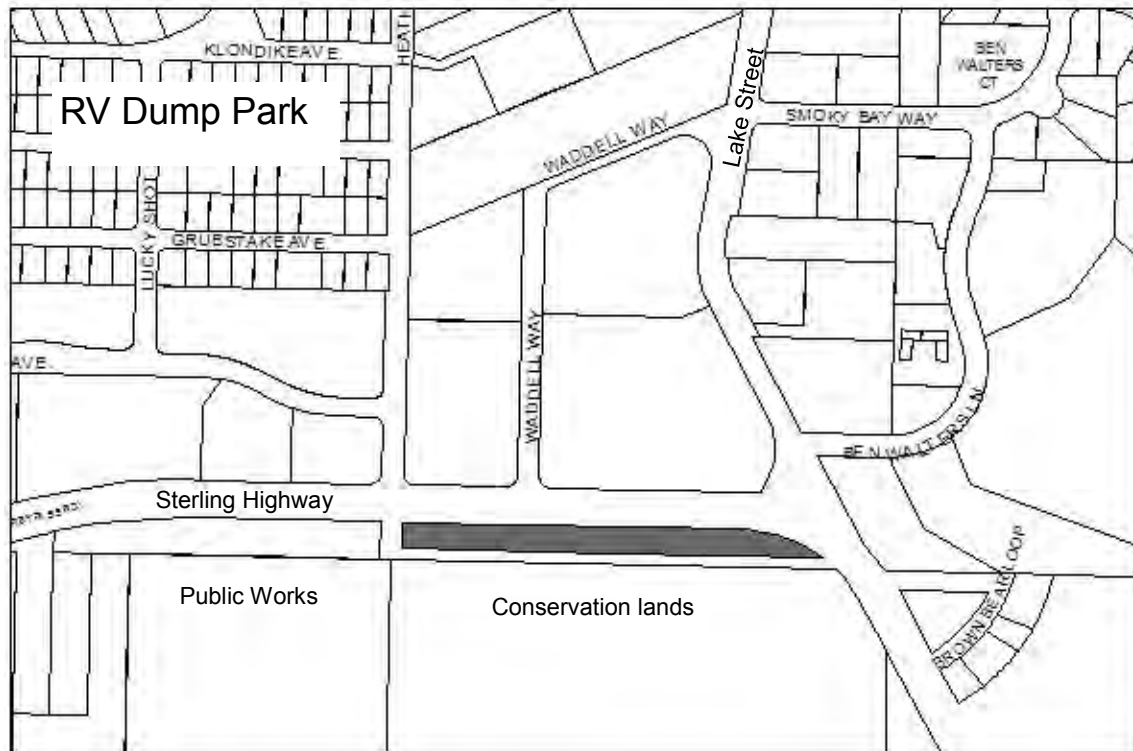 KLONDIKE AVE.
HEATH
RV Dump Park
Lake Street
BEN
WALTERS
CT
SMOKY BAY WAY
WADDELL WAY
LUCKY SHOT
GRUBSTAKE AVE.
AVE.
WADDELL WAY
BEN WALTERS LN
Sterling Highway
Public Works
Conservation lands
BROWN BEAR LOOP